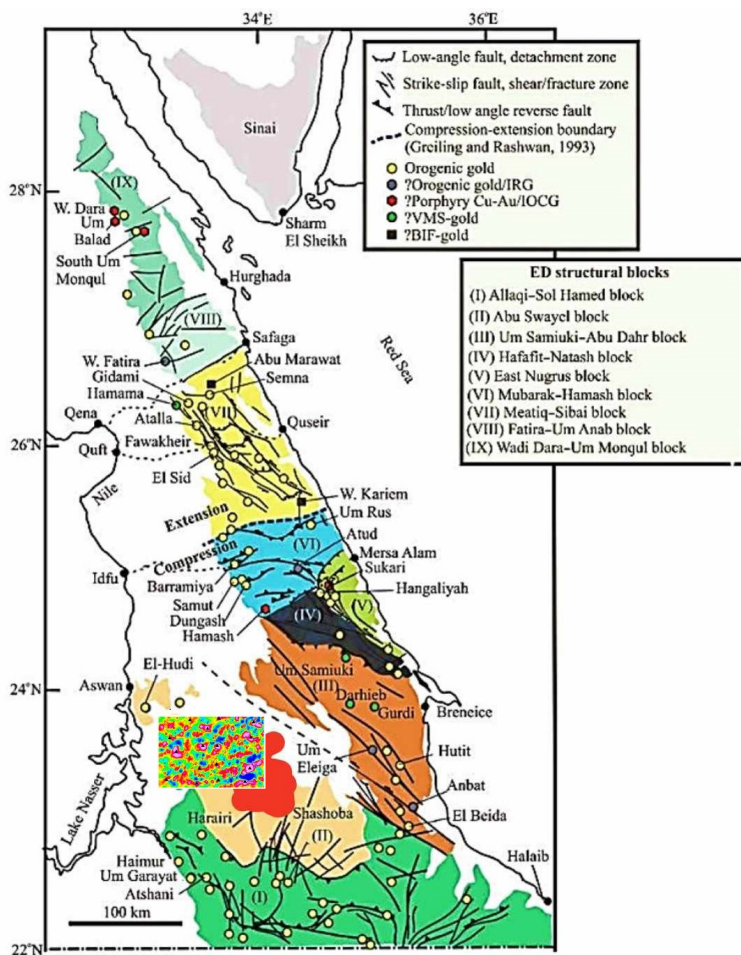 34°E
36°E
Low-angle fault, detachment zone
Strike-slip fault, shear/fracture zone
Thrust/low angle reverse fault
Compression-extension boundary
(Greiling and Rashwan, 1993)
Orogenic gold
?Orogenic gold/IRG
?Porphyry Cu-Au/IOCG
?VMS-gold
?BIF-gold
Sinai
28°N
(IX)
W. Dara
Um
Balad
South Um
Monqul
Sharm
El Sheikh
Hurghada
ED structural blocks
(I) Allaqi-Sol Hamed block
(II) Abu Swayel block
(III) Um Samiuki-Abu Dahr block
(IV) Hafafit-Natash block
(V) East Nugrus block
(VI) Mubarak-Hamash block
(VII) Meatiq-Sibai block
(VIII) Fatira-Um Anab block
(IX) Wadi Dara-Um Monqul block
Red Sea
(VIII)
Safaga
W. Fatira
Abu Marawat
Gidami
Semna
Hamama
(VII)
Qena
Atalla
Quseir
26°N
Fawakheir
Quft
El Sid
Nile
W. Kariem
Extension
Um Rus
Compression
(VI)
Atud
Mersa Alam
Idfu
Sukari
Barramiya
Hangaliyah
Samut
(V)
Dungash
(IV)
Hamash
El-Hudi
Um Samiuki
(III)
24°N
Aswan
Darhieb
Gurdi
Breneice
Um
Eleiga
Hutit
Anbat
Lake Nasser
Harairi
Shashoba
(II)
El Beida
Haimur
Um Garayat
Atshani
(I)
Halaib
100 km
22°N